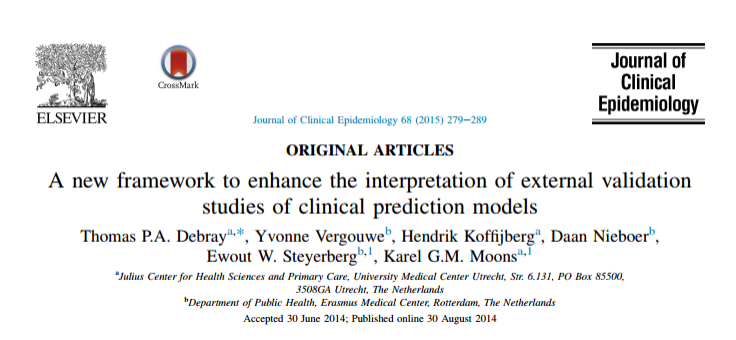 ELSEVIER
CrossMark
Journal of Clinical Epidemiology 68 (2015) 279–289
Journal of
Clinical
Epidemiology
ORIGINAL ARTICLES
A new framework to enhance the interpretation of external validation
studies of clinical prediction models
Thomas P.A. Debrayᵃ,*, Yvonne Vergouweᵇ, Hendrik Koffijbergᵃ, Daan Nieboerᵇ,
Ewout W. Steyerbergᵇ,¹, Karel G.M. Moonsᵃ,¹
ᵃJulius Center for Health Sciences and Primary Care, University Medical Center Utrecht, Str. 6.131, PO Box 85500,
3508GA Utrecht, The Netherlands
ᵇDepartment of Public Health, Erasmus Medical Center, Rotterdam, The Netherlands
Accepted 30 June 2014; Published online 30 August 2014